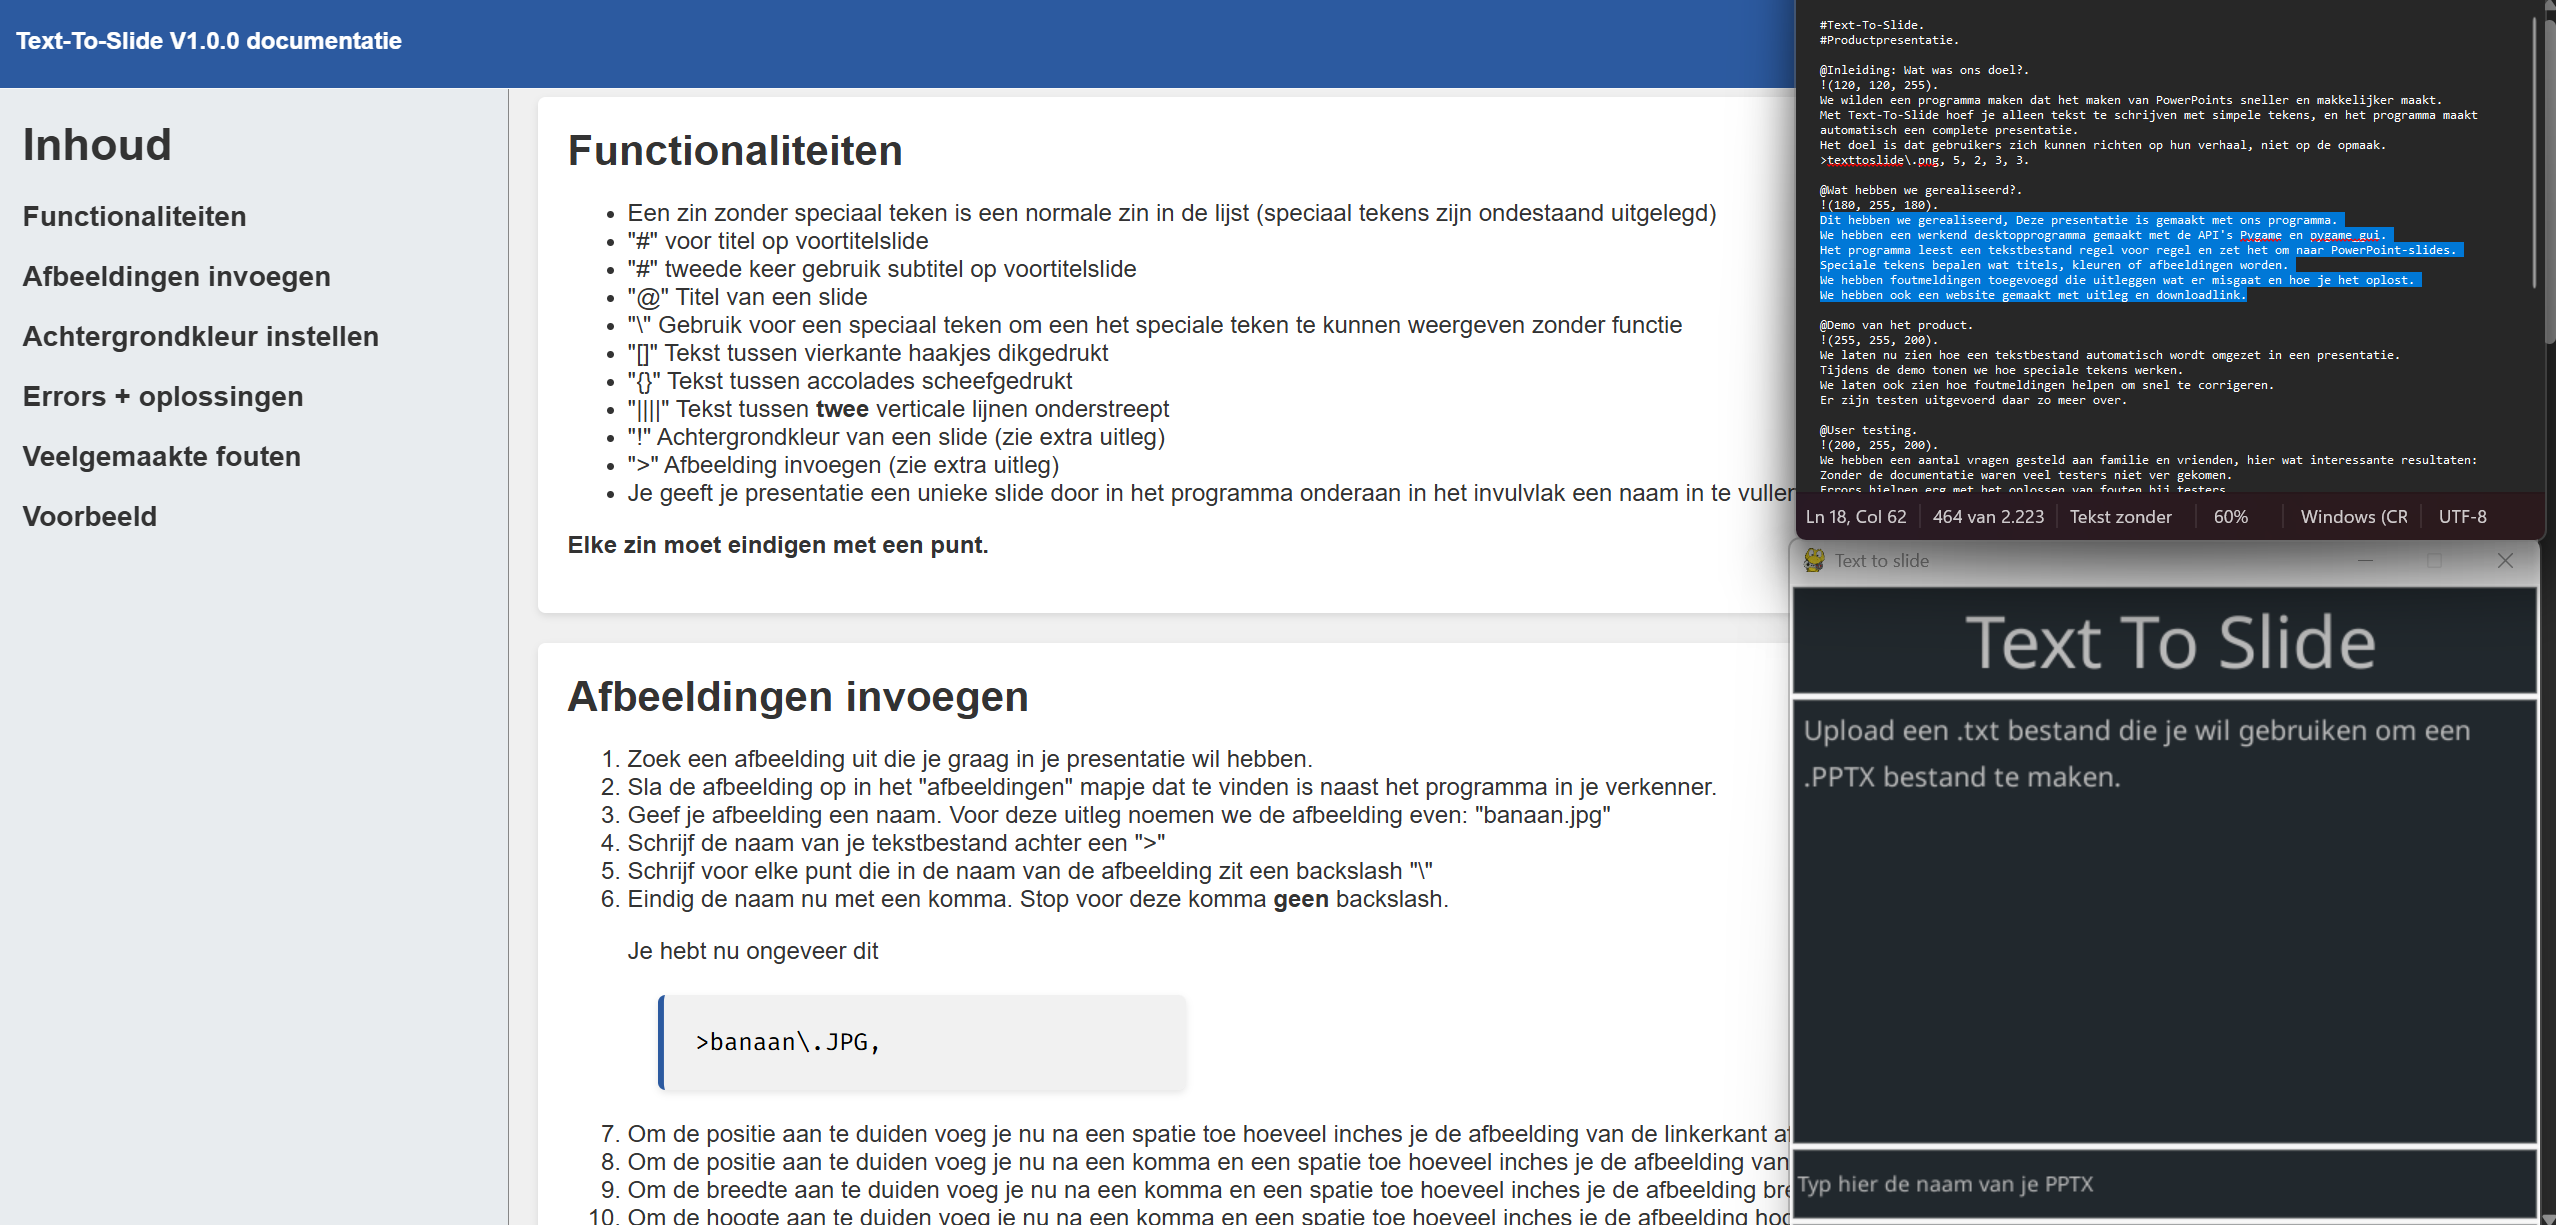 Text-To-Slide V1.0.0 documentatie
Inhoud
Functionaliteiten
Afbeeldingen invoegen
Achtergrondkleur instellen
Errors + oplossingen
Veelgemaakte fouten
Voorbeeld
Functionaliteiten
• Een zin zonder speciaal teken is een normale zin in de lijst (speciaal tekens zijn ondestaand uitgelegd)
• "#" voor titel op voortitelslide
• "#" tweede keer gebruik subtitel op voortitelslide
• "@" Titel van een slide
• "\" Gebruik voor een speciaal teken om een het speciale teken te kunnen weergeven zonder functie
• "[]" Tekst tussen vierkante haakjes dikgedrukt
• "{}" Tekst tussen accolades scheefgedrukt
• "||||" Tekst tussen twee verticale lijnen onderstreept
• "!" Achtergrondkleur van een slide (zie extra uitleg)
• ">" Afbeelding invoegen (zie extra uitleg)
• Je geeft je presentatie een unieke slide door in het programma onderaan in het invulvlak een naam in te
Elke zin moet eindigen met een punt.
Afbeeldingen invoegen
1. Zoek een afbeelding uit die je graag in je presentatie wil hebben.
2. Sla de afbeelding op in het "afbeeldingen" mapje dat te vinden is naast het programma in je verkenner.
3. Geef je afbeelding een naam. Voor deze uitleg noemen we de afbeelding even: "banaan.jpg"
4. Schrijf de naam van je tekstbestand achter een ">"
5. Schrijf voor elke punt die in de naam van de afbeelding zit een backslash "\"
6. Eindig de naam nu met een komma. Stop voor deze komma geen backslash.
Je hebt nu ongeveer dit
>banaan\.JPG,
7. Om de positie aan te duiden voeg je nu na een spatie toe hoeveel inches je de afbeelding van de linkerkant
8. Om de positie aan te duiden voeg je nu na een komma en een spatie toe hoeveel inches je de afbeelding van
9. Om de breedte aan te duiden voeg je nu na een komma en een spatie toe hoeveel inches je de afbeelding
10. Om de hoogte aan te duiden voeg je nu na een komma en een spatie toe hoeveel inches je de afbeelding
#Text-To-Slide.
#Productpresentatie.
@Inleiding: Wat was ons doel?.
!(120, 120, 255).
We wilden een programma maken dat het maken van PowerPoints sneller en makkelijker maakt.
Met Text-To-Slide hoef je alleen tekst te schrijven met simpele tekens, en het programma maakt
automatisch een complete presentatie.
Het doel is dat gebruikers zich kunnen richten op hun verhaal, niet op de opmaak.
>texttoslide\.png, 5, 2, 3, 3.
@Wat hebben we gerealiseerd?.
!(180, 255, 180).
Dit hebben we gerealiseerd, Deze presentatie is gemaakt met ons programma.
We hebben een werkend desktopprogramma gemaakt met de API's Pygame en pygame_gui.
Het programma leest een tekstbestand regel voor regel en zet het om naar PowerPoint-slides.
Speciale tekens bepalen wat titels, kleuren of afbeeldingen worden.
We hebben foutmeldingen toegevoegd die uitleggen wat er misgaat en hoe je het oplost.
We hebben ook een website gemaakt met uitleg en downloadlink.
@Demo van het product.
!(255, 255, 200).
We laten nu zien hoe een tekstbestand automatisch wordt omgezet in een presentatie.
Tijdens de demo tonen we hoe speciale tekens werken.
We laten ook zien hoe foutmeldingen helpen om snel te corrigeren.
Er zijn testen uitgevoerd daar zo meer over.
@User testing.
!(200, 255, 200).
We hebben een aantal vragen gesteld aan familie en vrienden, hier wat interessante resultaten:
Zonder de documentatie waren veel testers niet ver gekomen.
Errors hielpen erg met het oplossen van fouten bij testers
Ln 18, Col 62 464 van 2.223 Tekst zonder 60% Windows (CR UTF-8
Text to slide
Text To Slide
Upload een .txt bestand die je wil gebruiken om een
.PPTX bestand te maken.
Typ hier de naam van je PPTX